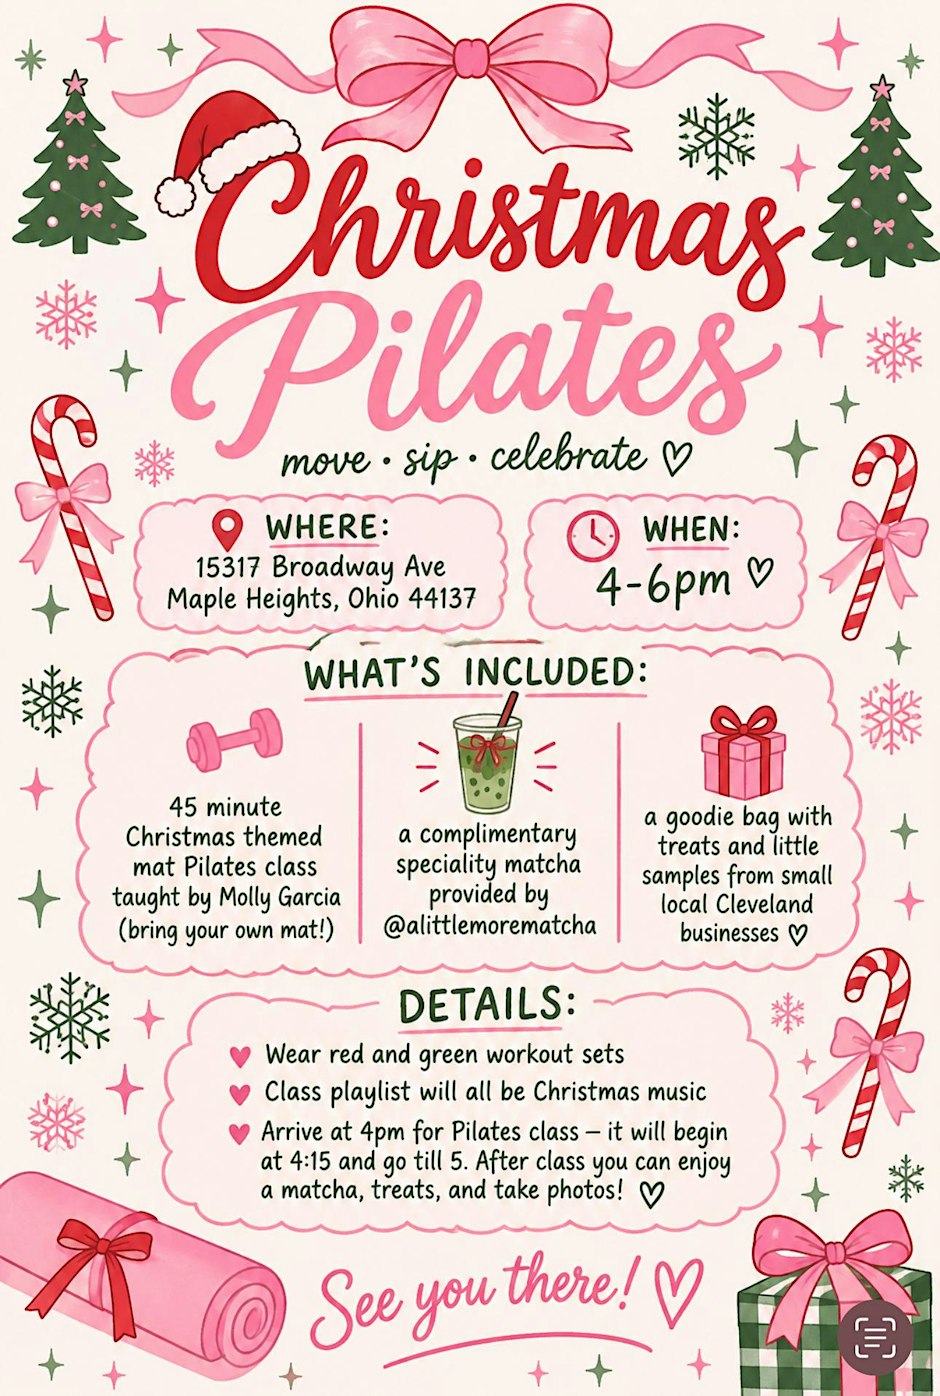 Christmas
Pilates
move • sip • celebrate ♡
WHERE:
15317 Broadway Ave
Maple Heights, Ohio 44137
WHEN:
4-6pm ♡
WHAT'S INCLUDED:
45 minute
Christmas themed
mat Pilates class
taught by Molly Garcia
(bring your own mat!)
a complimentary
speciality matcha
provided by
@alittlemorematcha
a goodie bag with
treats and little
samples from small
local Cleveland
businesses ♡
DETAILS:
Wear red and green workout sets
Class playlist will all be Christmas music
Arrive at 4pm for Pilates class – it will begin
at 4:15 and go till 5. After class you can enjoy
a matcha, treats, and take photos! ♡
See you there! ♡